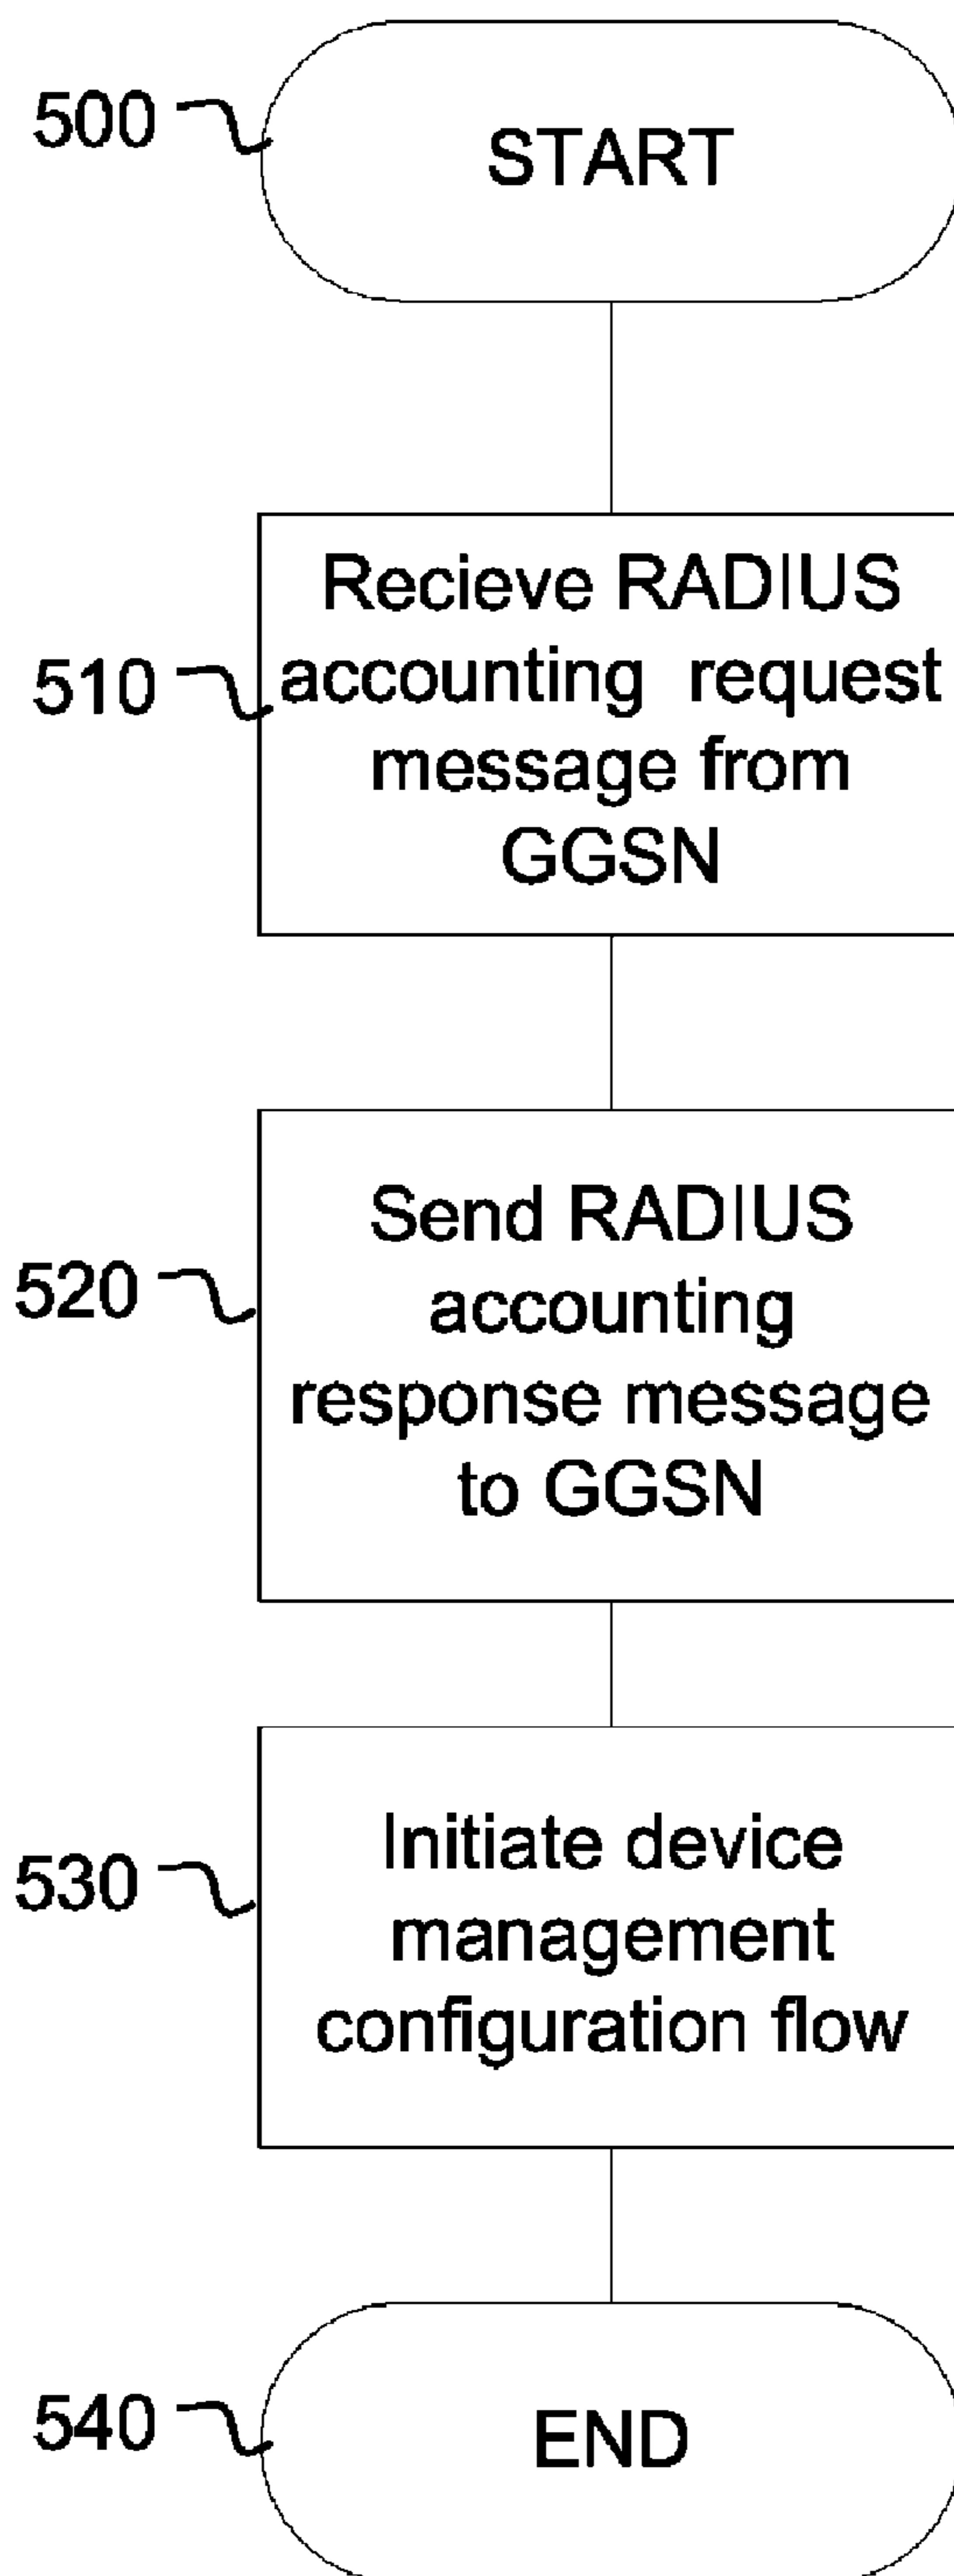 500
START
510
Recieve RADIUS
accounting request
message from
GGSN
520
Send RADIUS
accounting
response message
to GGSN
530
Initiate device
management
configuration flow
540
END